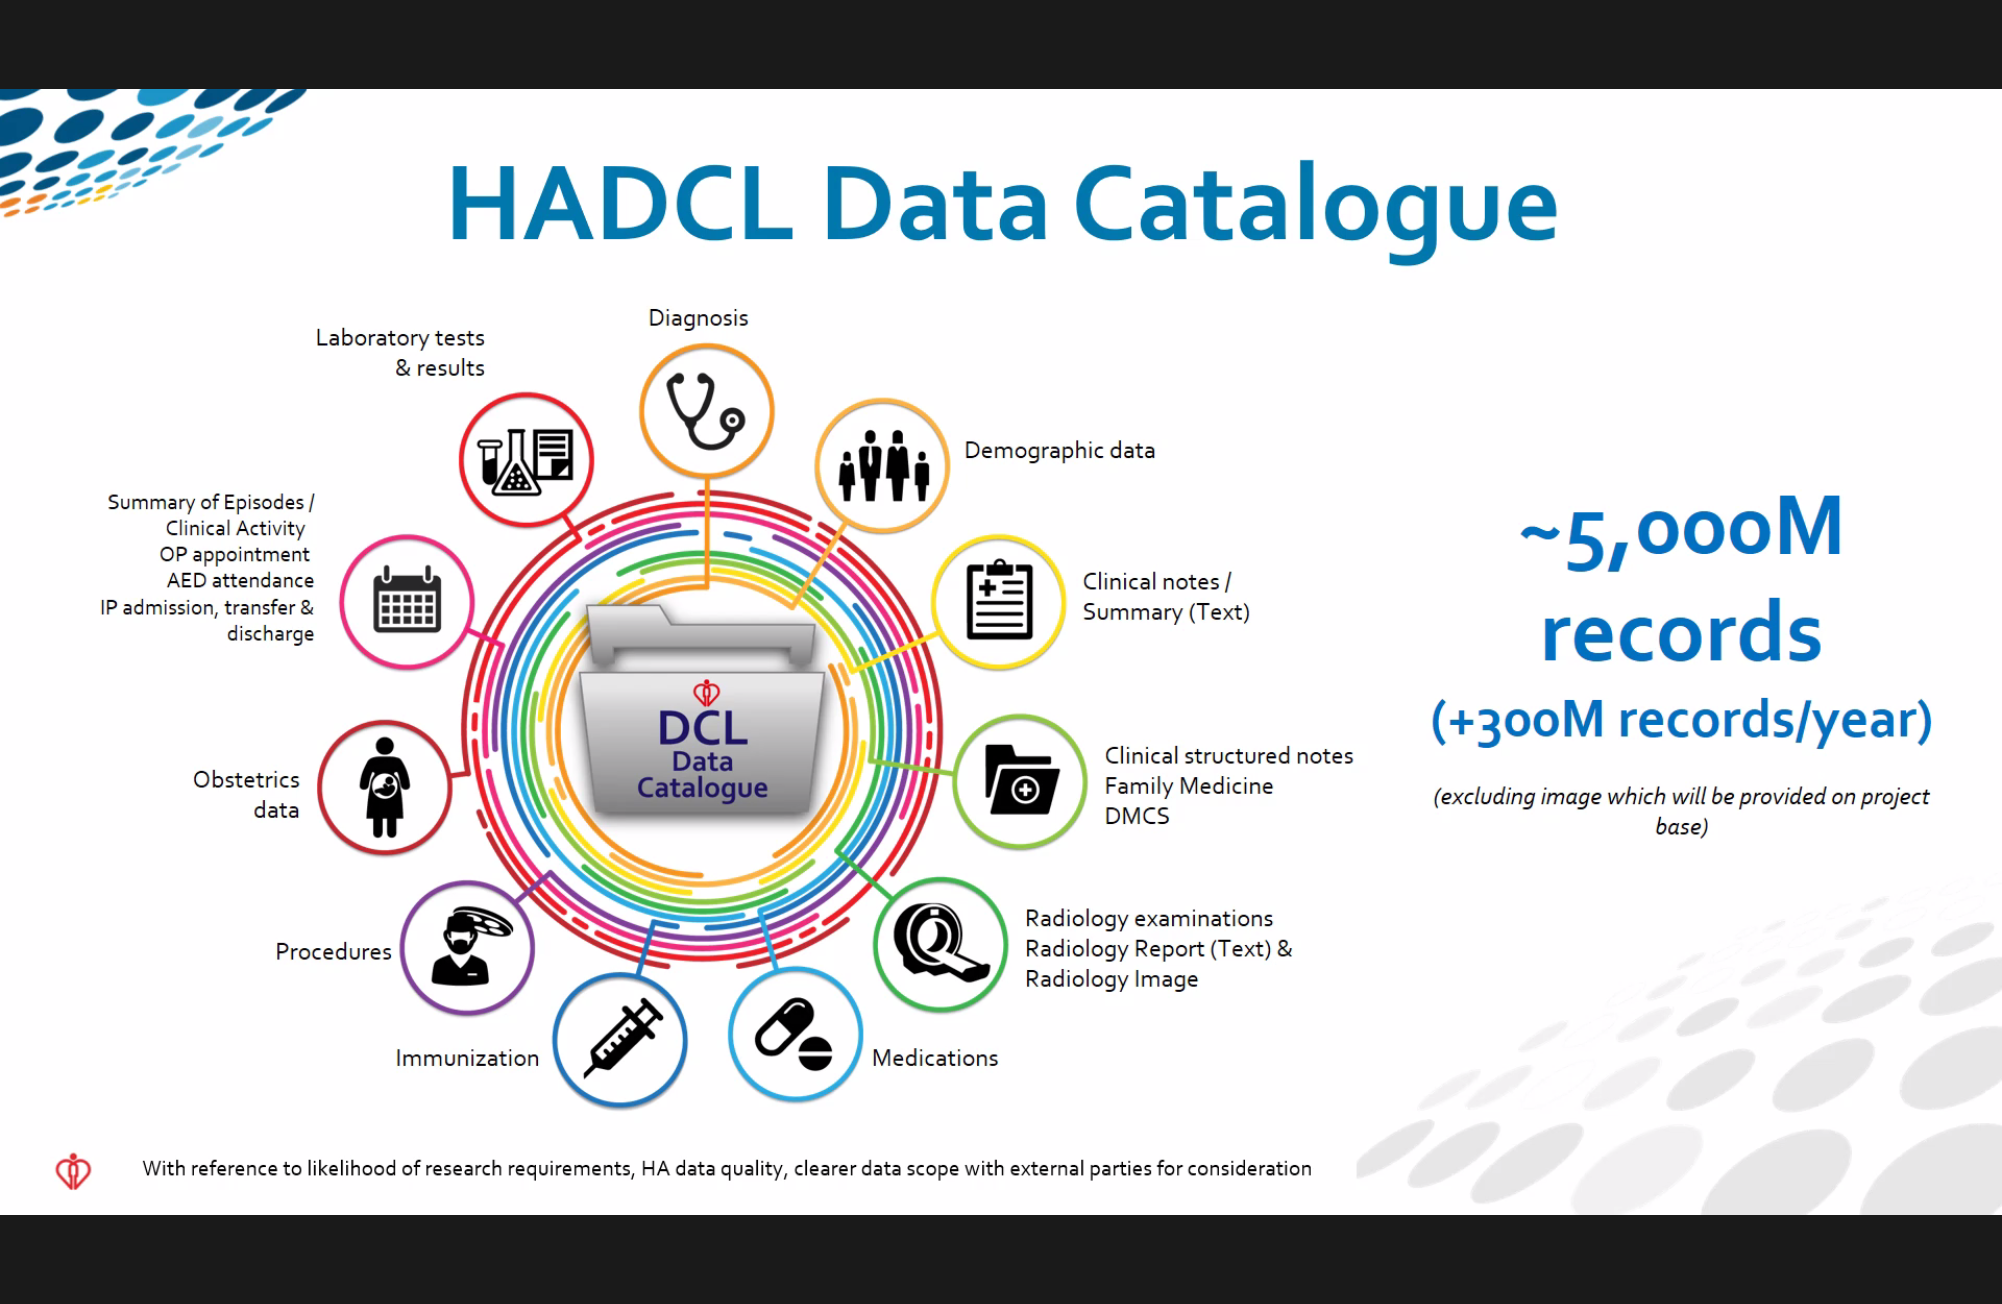 HADCL Data Catalogue
Diagnosis
Laboratory tests
& results
Demographic data
Summary of Episodes /
Clinical Activity
OP appointment
AED attendance
IP admission, transfer &
discharge
Clinical notes /
Summary (Text)
DCL
Data
Catalogue
Obstetrics
data
Clinical structured notes
Family Medicine
DMCS
Procedures
Radiology examinations
Radiology Report (Text) &
Radiology Image
Immunization
Medications
~5,000M
records
(+300M records/year)
(excluding image which will be provided on project
base)
With reference to likelihood of research requirements, HA data quality, clearer data scope with external parties for consideration